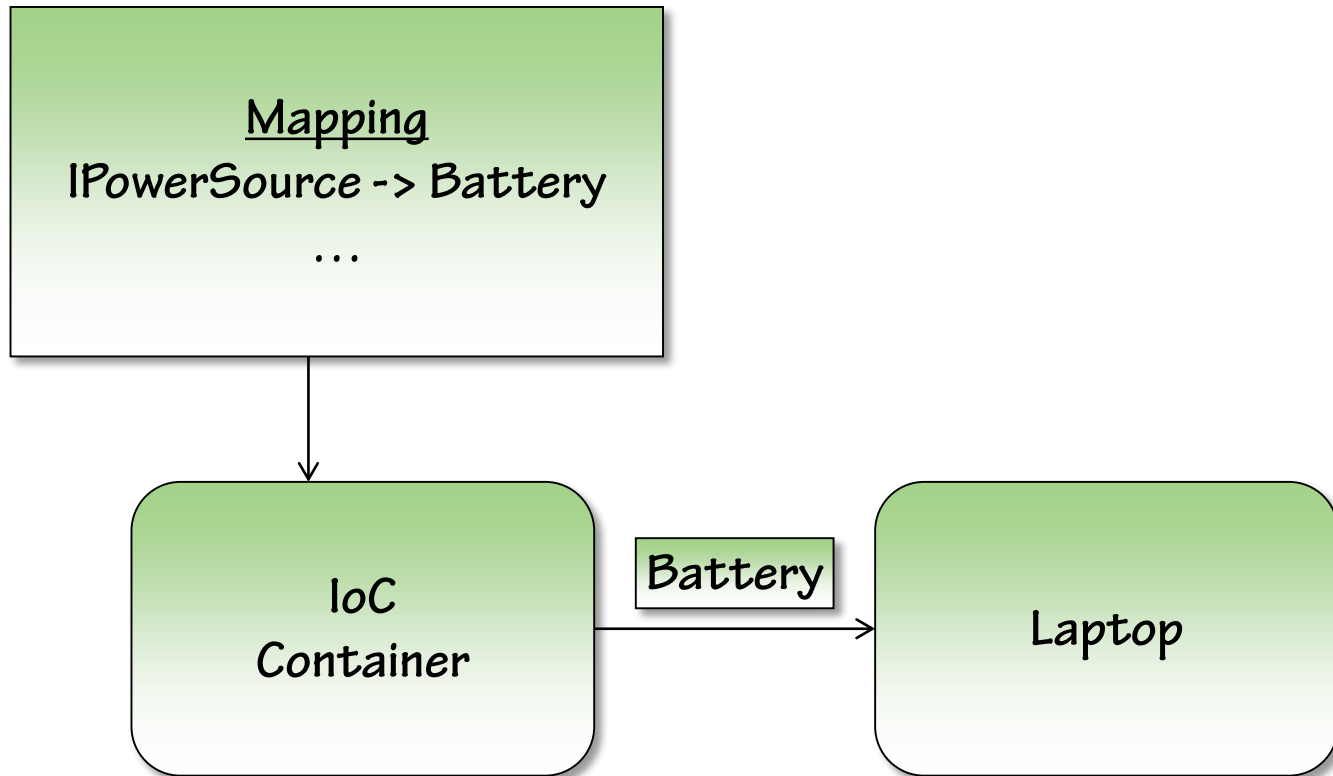 Mapping
IPowerSource -> Battery
...
IoC
Container
Battery
Laptop